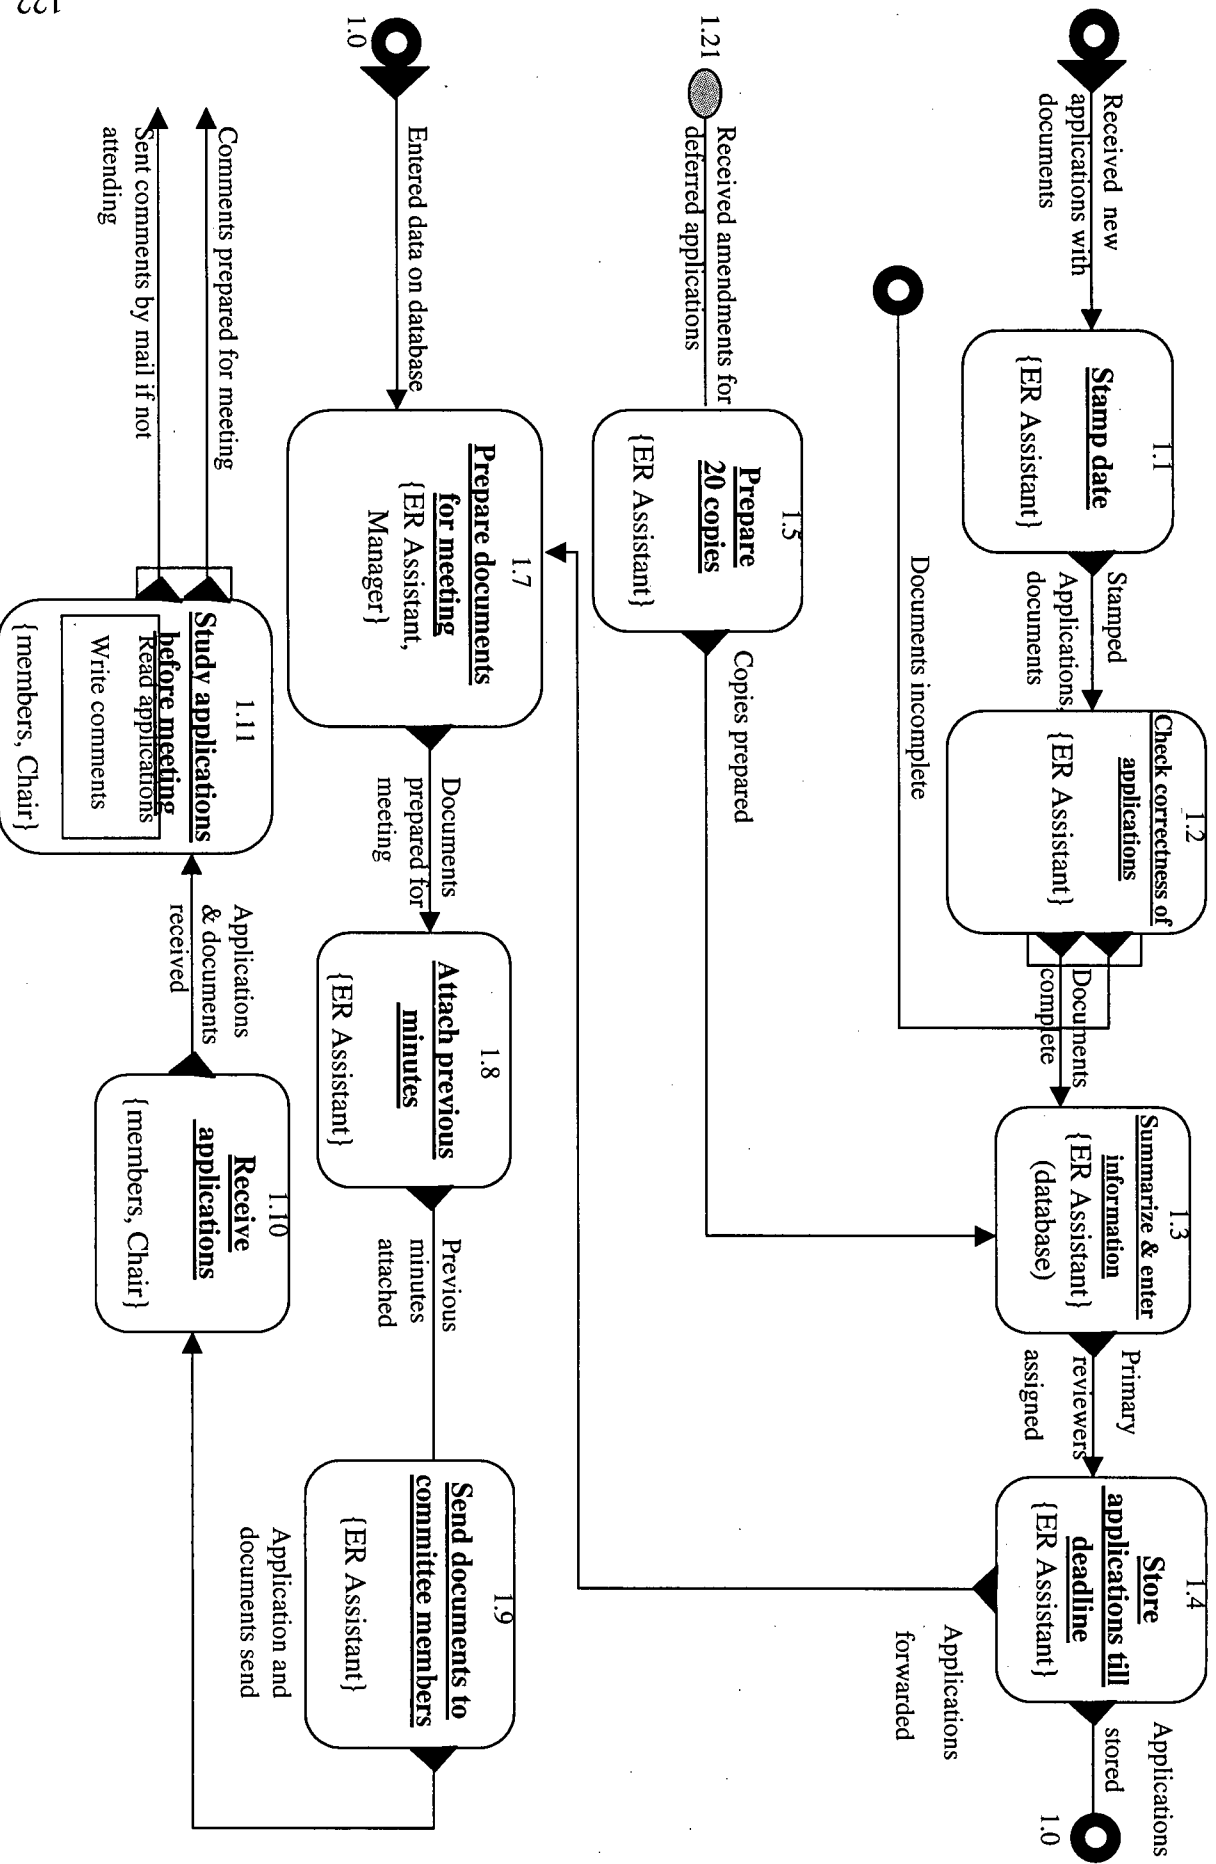 Received new
applications with
documents
1.1
Stamp date
{ER Assistant}
Stamped
Applications,
documents
1.2
Check correctness of
applications
{ER Assistant}
Documents
complete
Documents incomplete
1.3
Summarize & enter
information
{ER Assistant}
(database)
Primary
reviewers
assigned
1.4
Store
applications till
deadline
{ER Assistant}
Applications
stored
1.0
Applications
forwarded
1.21
Received amendments for
deferred applications
1.5
Prepare
20 copies
{ER Assistant}
Copies prepared
1.0
Entered data on database
1.7
Prepare documents
for meeting
{ER Assistant,
Manager}
Documents
prepared for
meeting
1.8
Attach previous
minutes
{ER Assistant}
Previous
minutes
attached
1.9
Send documents to
committee members
{ER Assistant}
Application and
documents send
1.10
Receive
applications
{members, Chair}
Applications
& documents
received
1.11
Study applications
before meeting
Read applications
Write comments
{members, Chair}
Comments prepared for meeting
Sent comments by mail if not
attending
122